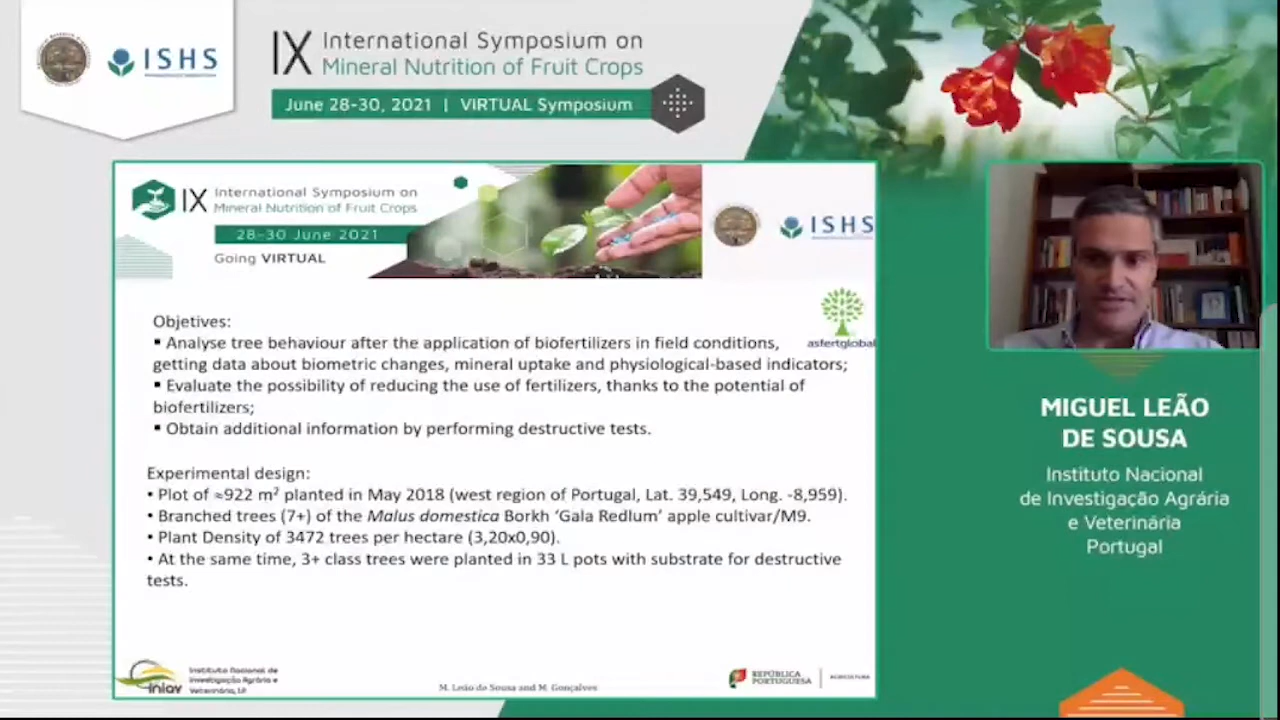 ISHS
IX International Symposium on
Mineral Nutrition of Fruit Crops
June 28-30, 2021 | VIRTUAL Symposium
IX International Symposium on
Mineral Nutrition of Fruit Crops
28-30 June 2021
Going VIRTUAL
ISHS
asfertglobal
Objetives:
▪ Analyse tree behaviour after the application of biofertilizers in field conditions,
getting data about biometric changes, mineral uptake and physiological-based indicators;
▪ Evaluate the possibility of reducing the use of fertilizers, thanks to the potential of
biofertilizers;
▪ Obtain additional information by performing destructive tests.
Experimental design:
• Plot of ≈922 m² planted in May 2018 (west region of Portugal, Lat. 39,549, Long. -8,959).
• Branched trees (7+) of the Malus domestica Borkh ‘Gala Redlum’ apple cultivar/M9.
• Plant Density of 3472 trees per hectare (3,20x0,90).
• At the same time, 3+ class trees were planted in 33 L pots with substrate for destructive
tests.
iniav
Instituto Nacional de
Investigação Agrária e
Veterinária, I.P.
M. Leão de Sousa and M. Gonçalves
REPÚBLICA
PORTUGUESA
AGRICULTURA
MIGUEL LEÃO
DE SOUSA
Instituto Nacional
de Investigação Agrária
e Veterinária
Portugal